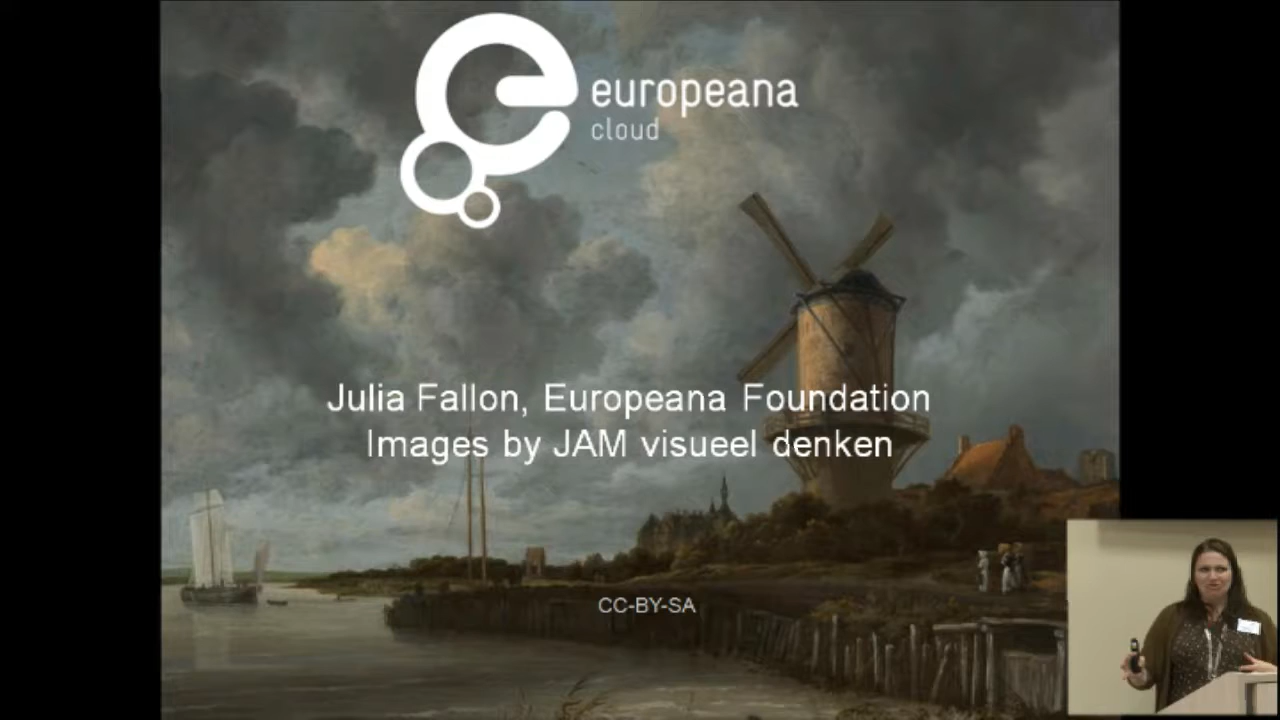 europeana
cloud
Julia Fallon, Europeana Foundation
Images by JAM visueel denken
CC-BY-SA